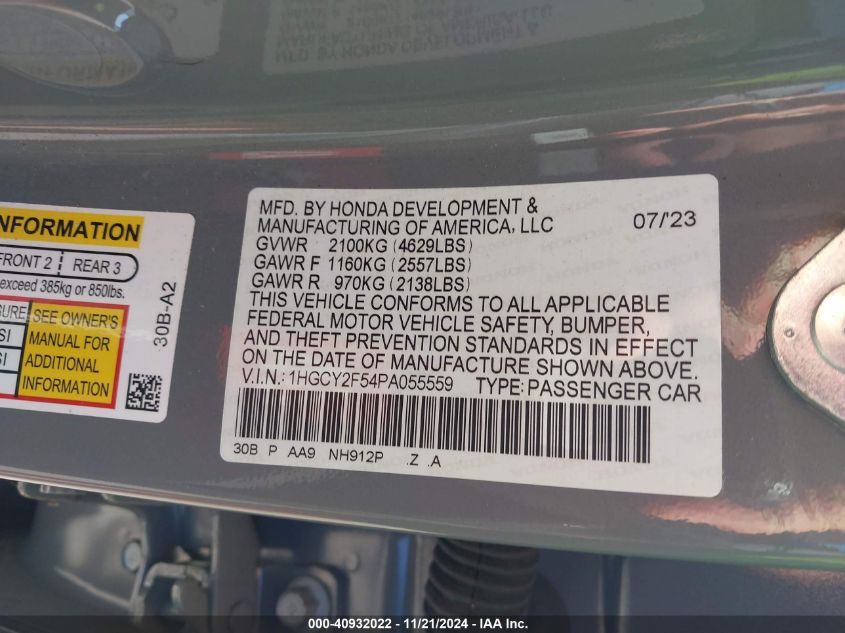 MFD. BY HONDA DEVELOPMENT &
MANUFACTURING OF AMERICA, LLC 07/'23
GVWR 2100KG (4629LBS)
GAWR F 1160KG (2557LBS)
GAWR R 970KG (2138LBS)
THIS VEHICLE CONFORMS TO ALL APPLICABLE
FEDERAL MOTOR VEHICLE SAFETY, BUMPER,
AND THEFT PREVENTION STANDARDS IN EFFECT
ON THE DATE OF MANUFACTURE SHOWN ABOVE.
V.I.N.: 1HGCY2F54PA055559 TYPE: PASSENGER CAR
30B P AA9 NH912P .Z .A
INFORMATION
FRONT 2 REAR 3
exceed 385kg or 850lbs.
SEE OWNER'S
MANUAL FOR
ADDITIONAL
INFORMATION
30B-A2
000-40932022 - 11/21/2024 - IAA Inc.